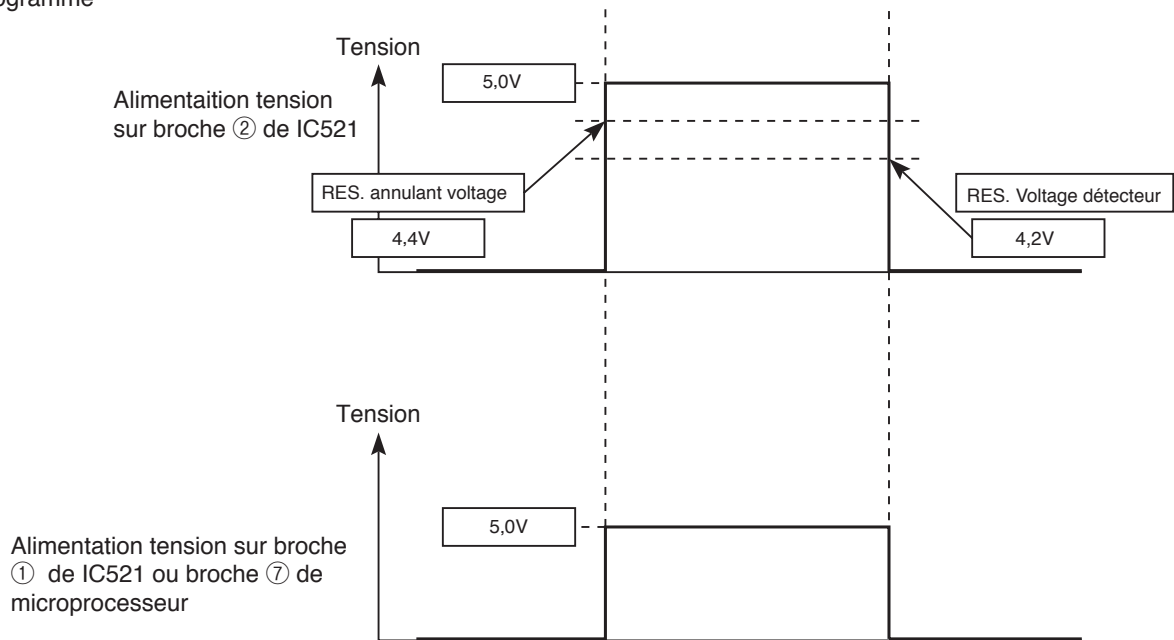 ogramme
Tension
5,0V
Alimentaition tension
sur broche ② de IC521
RES. annulant voltage
RES. Voltage détecteur
4,4V
4,2V
Tension
5,0V
Alimentation tension sur broche
① de IC521 ou broche ⑦ de
microprocesseur